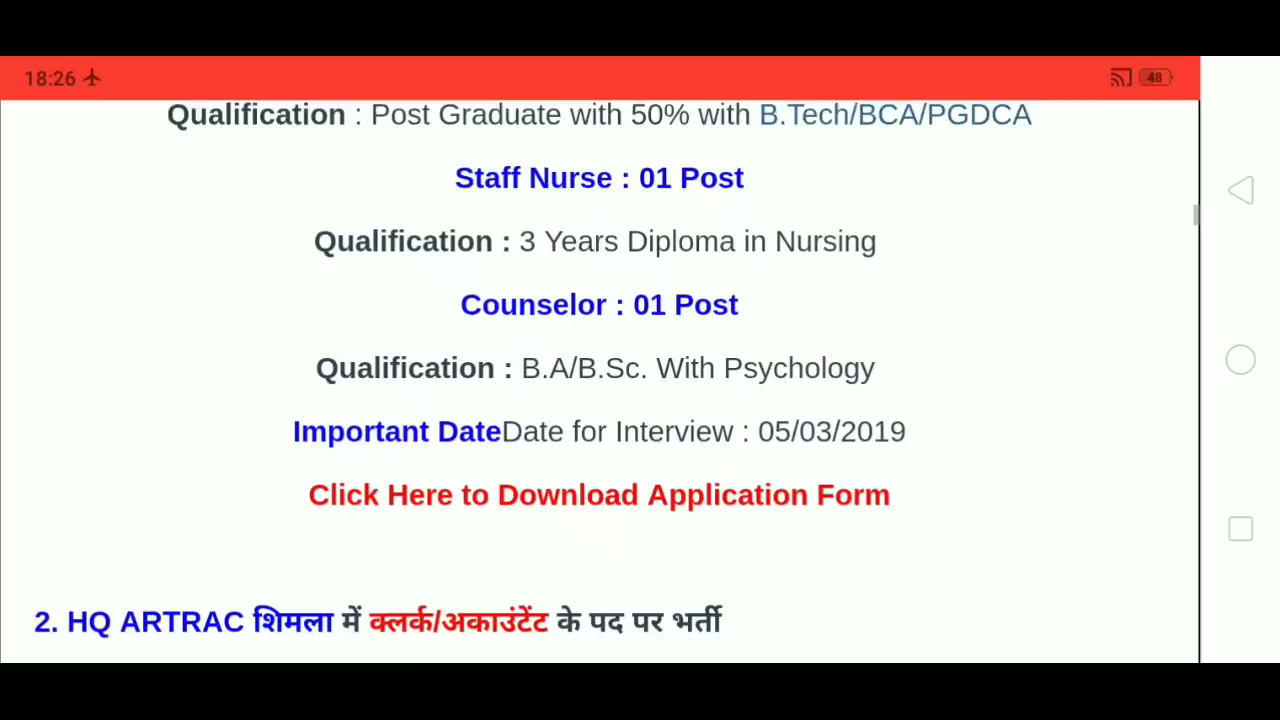 18:26
48
Qualification : Post Graduate with 50% with B.Tech/BCA/PGDCA
Staff Nurse : 01 Post
Qualification : 3 Years Diploma in Nursing
Counselor : 01 Post
Qualification : B.A/B.Sc. With Psychology
Important DateDate for Interview : 05/03/2019
Click Here to Download Application Form
2. HQ ARTRAC शिमला में क्लर्क/अकाउंटेंट के पद पर भर्ती